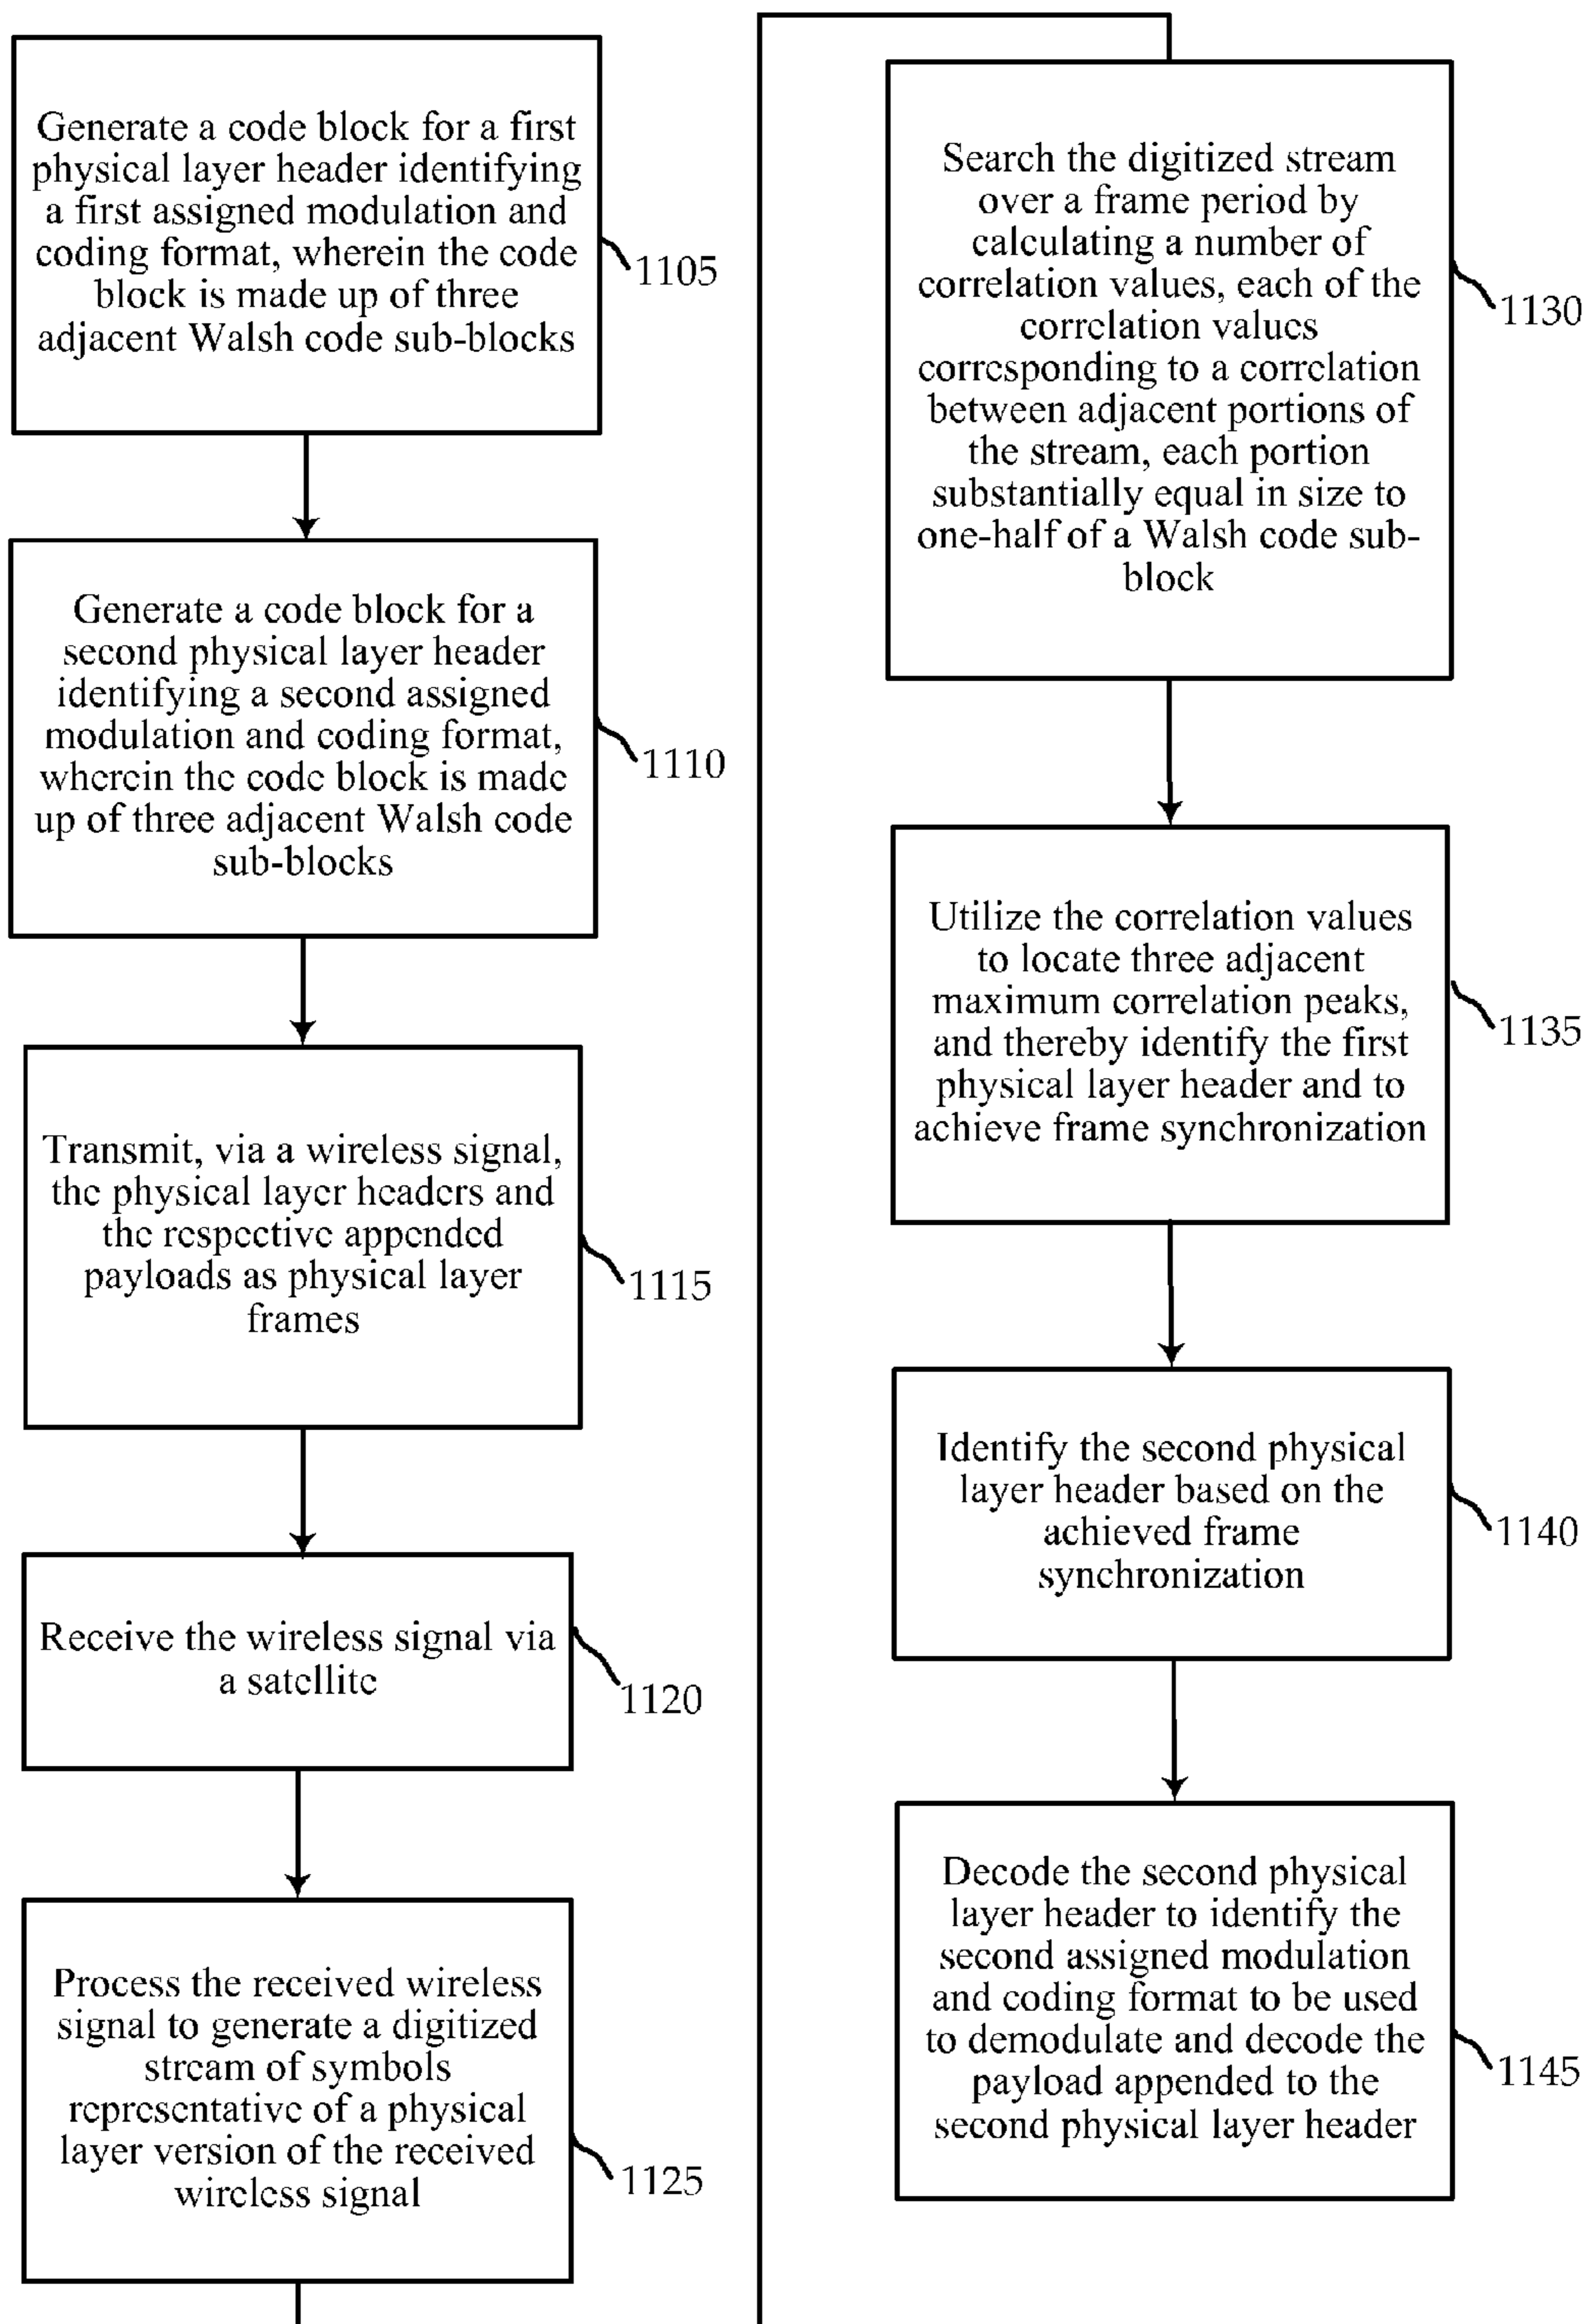 Generate a code block for a first
physical layer header identifying
a first assigned modulation and
coding format, wherein the code
block is made up of three
adjacent Walsh code sub-blocks
1105
Generate a code block for a
second physical layer header
identifying a second assigned
modulation and coding format,
wherein the code block is made
up of three adjacent Walsh code
sub-blocks
1110
Transmit, via a wireless signal,
the physical layer headers and
the respective appended
payloads as physical layer
frames
1115
Receive the wireless signal via
a satellite
1120
Process the received wireless
signal to generate a digitized
stream of symbols
representative of a physical
layer version of the received
wireless signal
1125
Search the digitized stream
over a frame period by
calculating a number of
correlation values, each of the
correlation values
corresponding to a correlation
between adjacent portions of
the stream, each portion
substantially equal in size to
one-half of a Walsh code sub-
block
1130
Utilize the correlation values
to locate three adjacent
maximum correlation peaks,
and thereby identify the first
physical layer header and to
achieve frame synchronization
1135
Identify the second physical
layer header based on the
achieved frame
synchronization
1140
Decode the second physical
layer header to identify the
second assigned modulation
and coding format to be used
to demodulate and decode the
payload appended to the
second physical layer header
1145